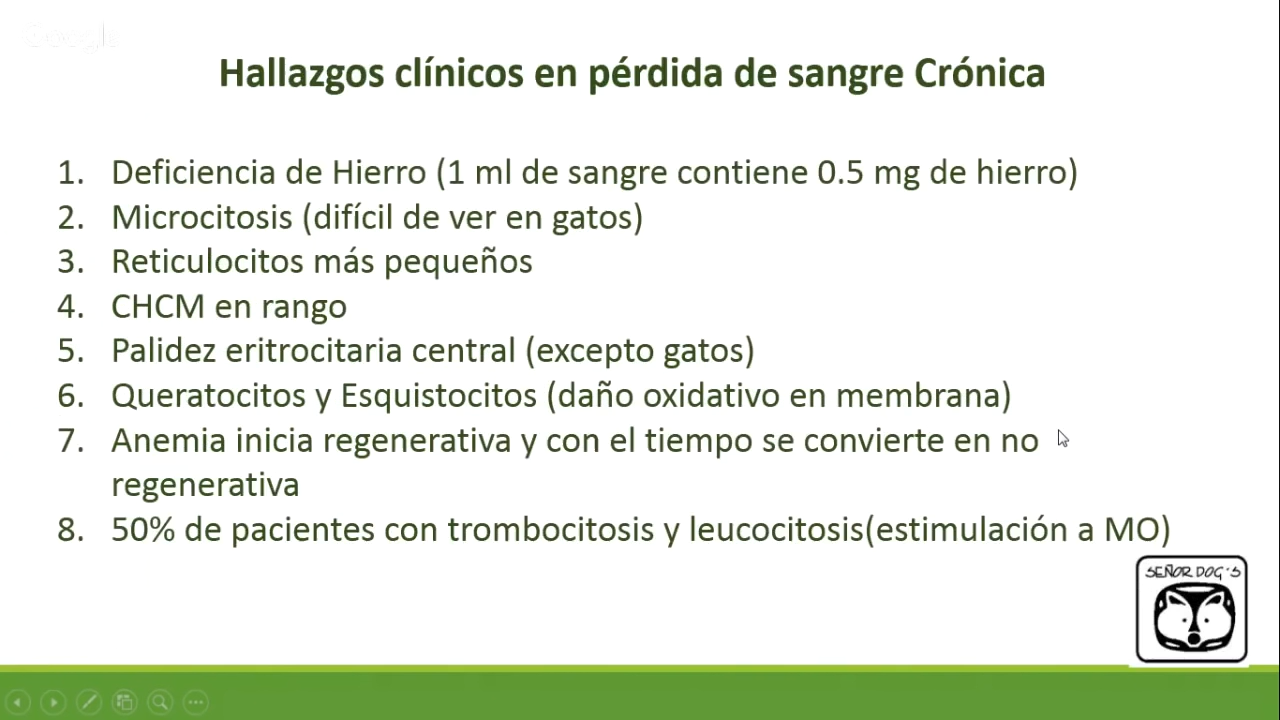 Google
Hallazgos clínicos en pérdida de sangre Crónica
1. Deficiencia de Hierro (1 ml de sangre contiene 0.5 mg de hierro)
2. Microcitosis (difícil de ver en gatos)
3. Reticulocitos más pequeños
4. CHCM en rango
5. Palidez eritrocitaria central (excepto gatos)
6. Queratocitos y Esquistocitos (daño oxidativo en membrana)
7. Anemia inicia regenerativa y con el tiempo se convierte en no
regenerativa
8. 50% de pacientes con trombocitosis y leucocitosis(estimulación a MO)
SEÑOR DOG'S